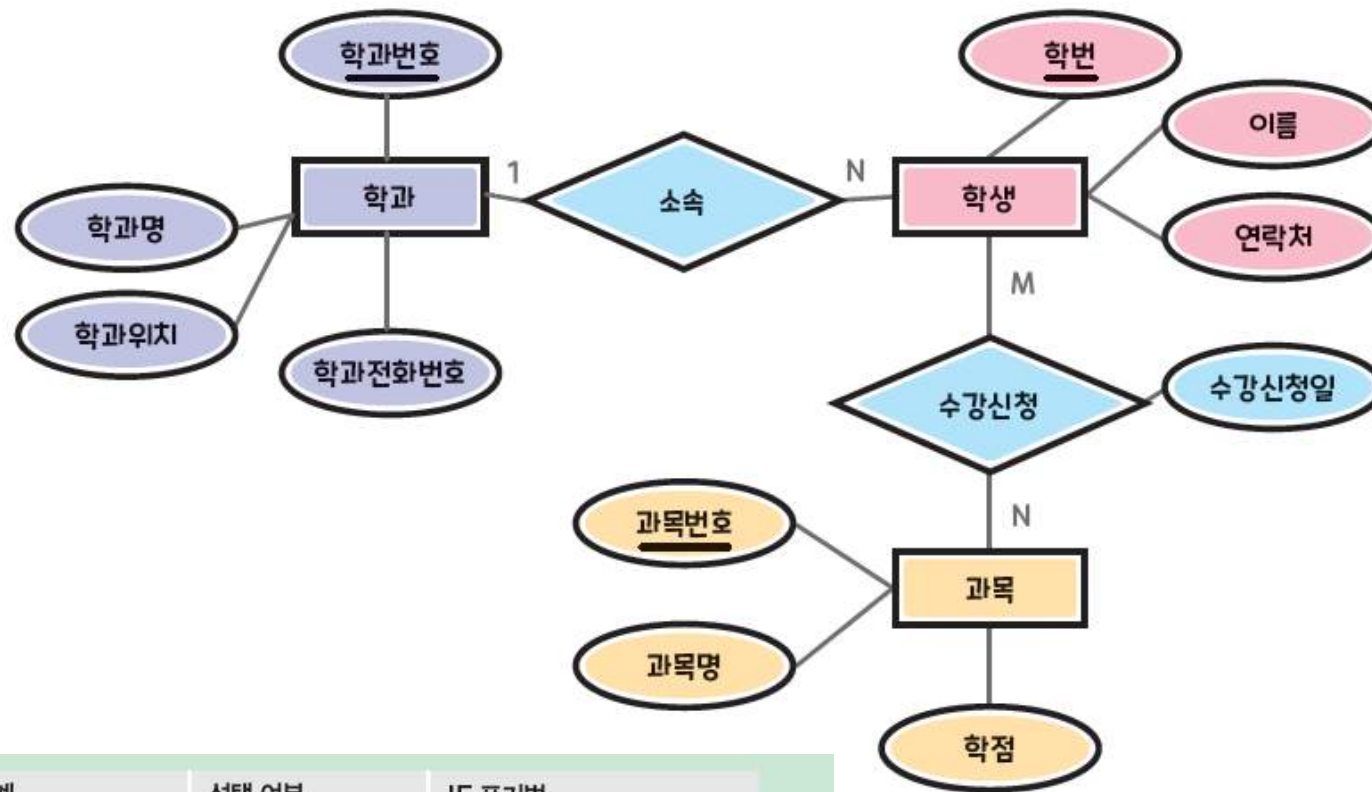 학과번호
학번
이름
학과
1
소속
N
학생
학과명
연락처
학과위치
M
학과전화번호
수강신청
수강신청일
과목번호
N
과목
과목명
학점